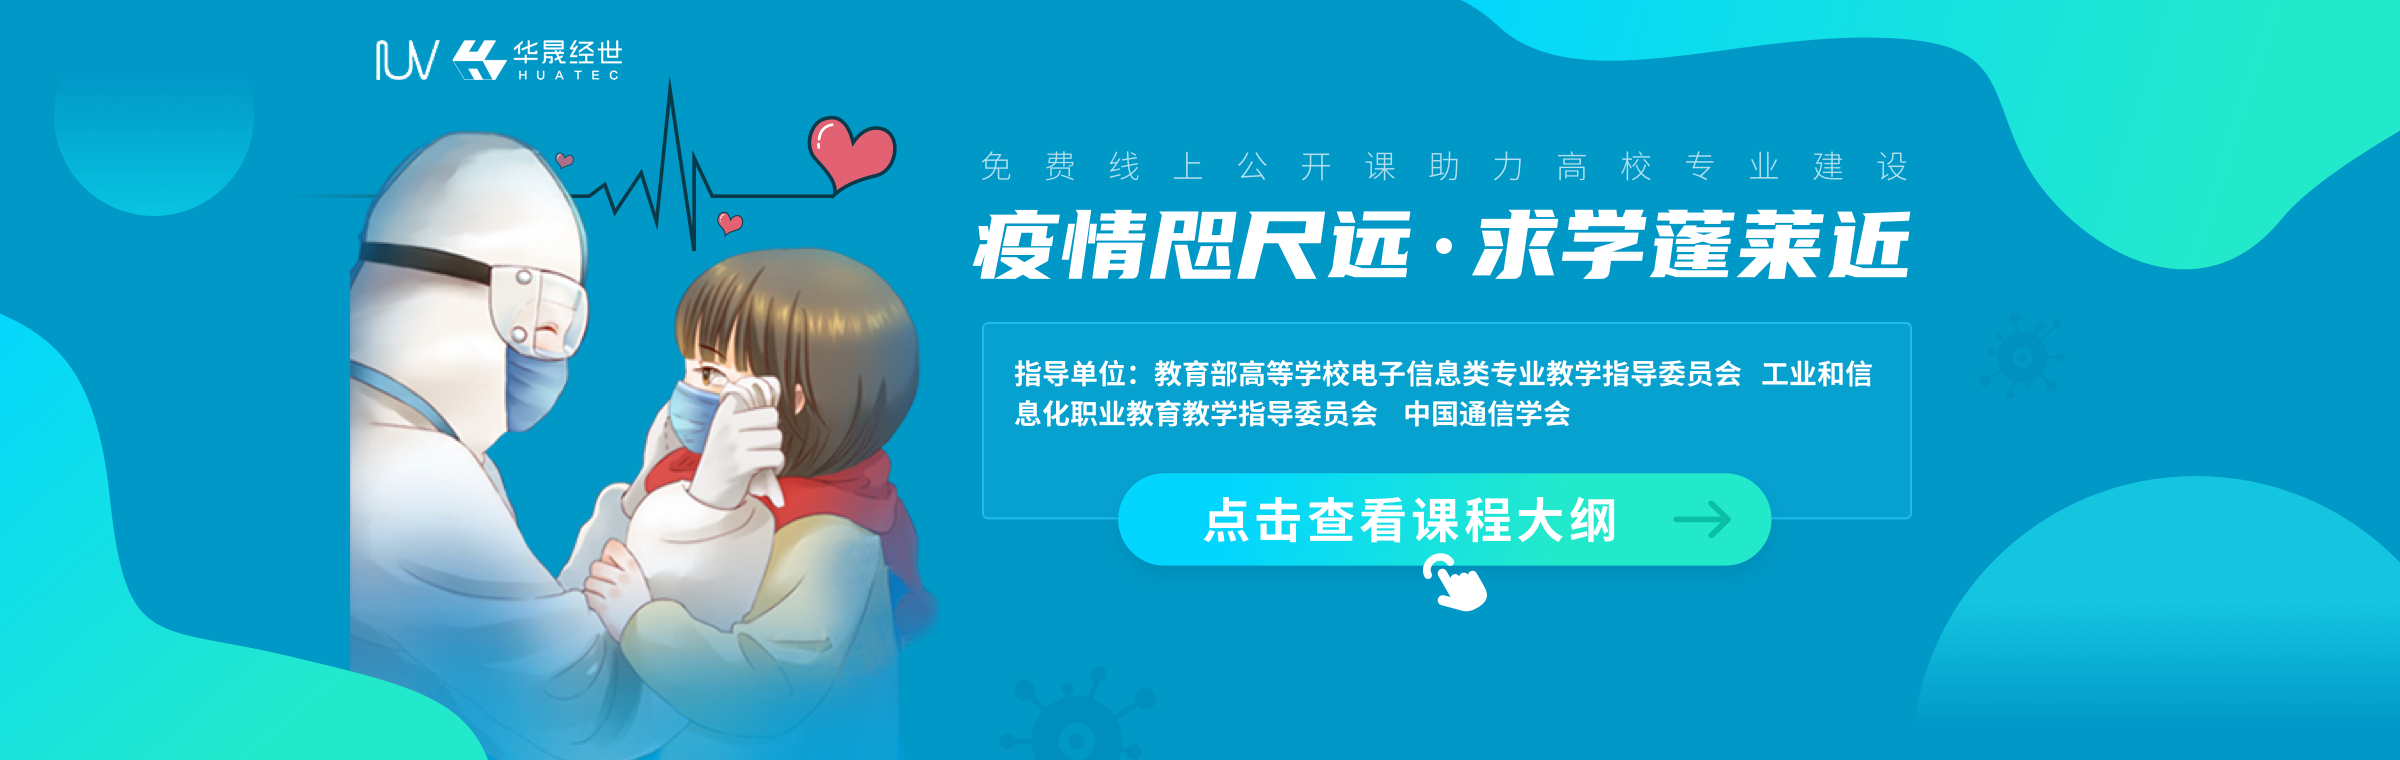 IUV 华晟经世
HUATEC
免费线上公开课助力高校专业建设
疫情咫尺远·求学蓬莱近
指导单位：教育部高等学校电子信息类专业教学指导委员会 工业和信
息化职业教育教学指导委员会 中国通信学会
点击查看课程大纲